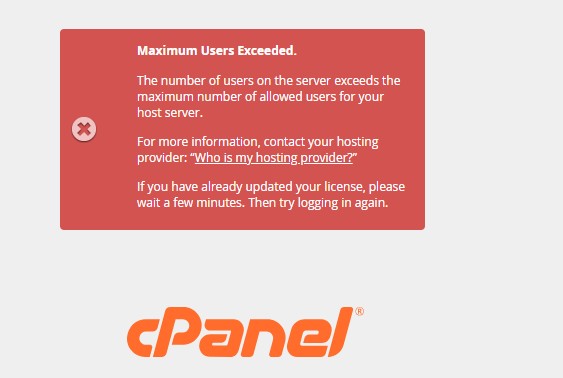 Maximum Users Exceeded.
The number of users on the server exceeds the
maximum number of allowed users for your
host server.
For more information, contact your hosting
provider: “Who is my hosting provider?”
If you have already updated your license, please
wait a few minutes. Then try logging in again.
cPanel®